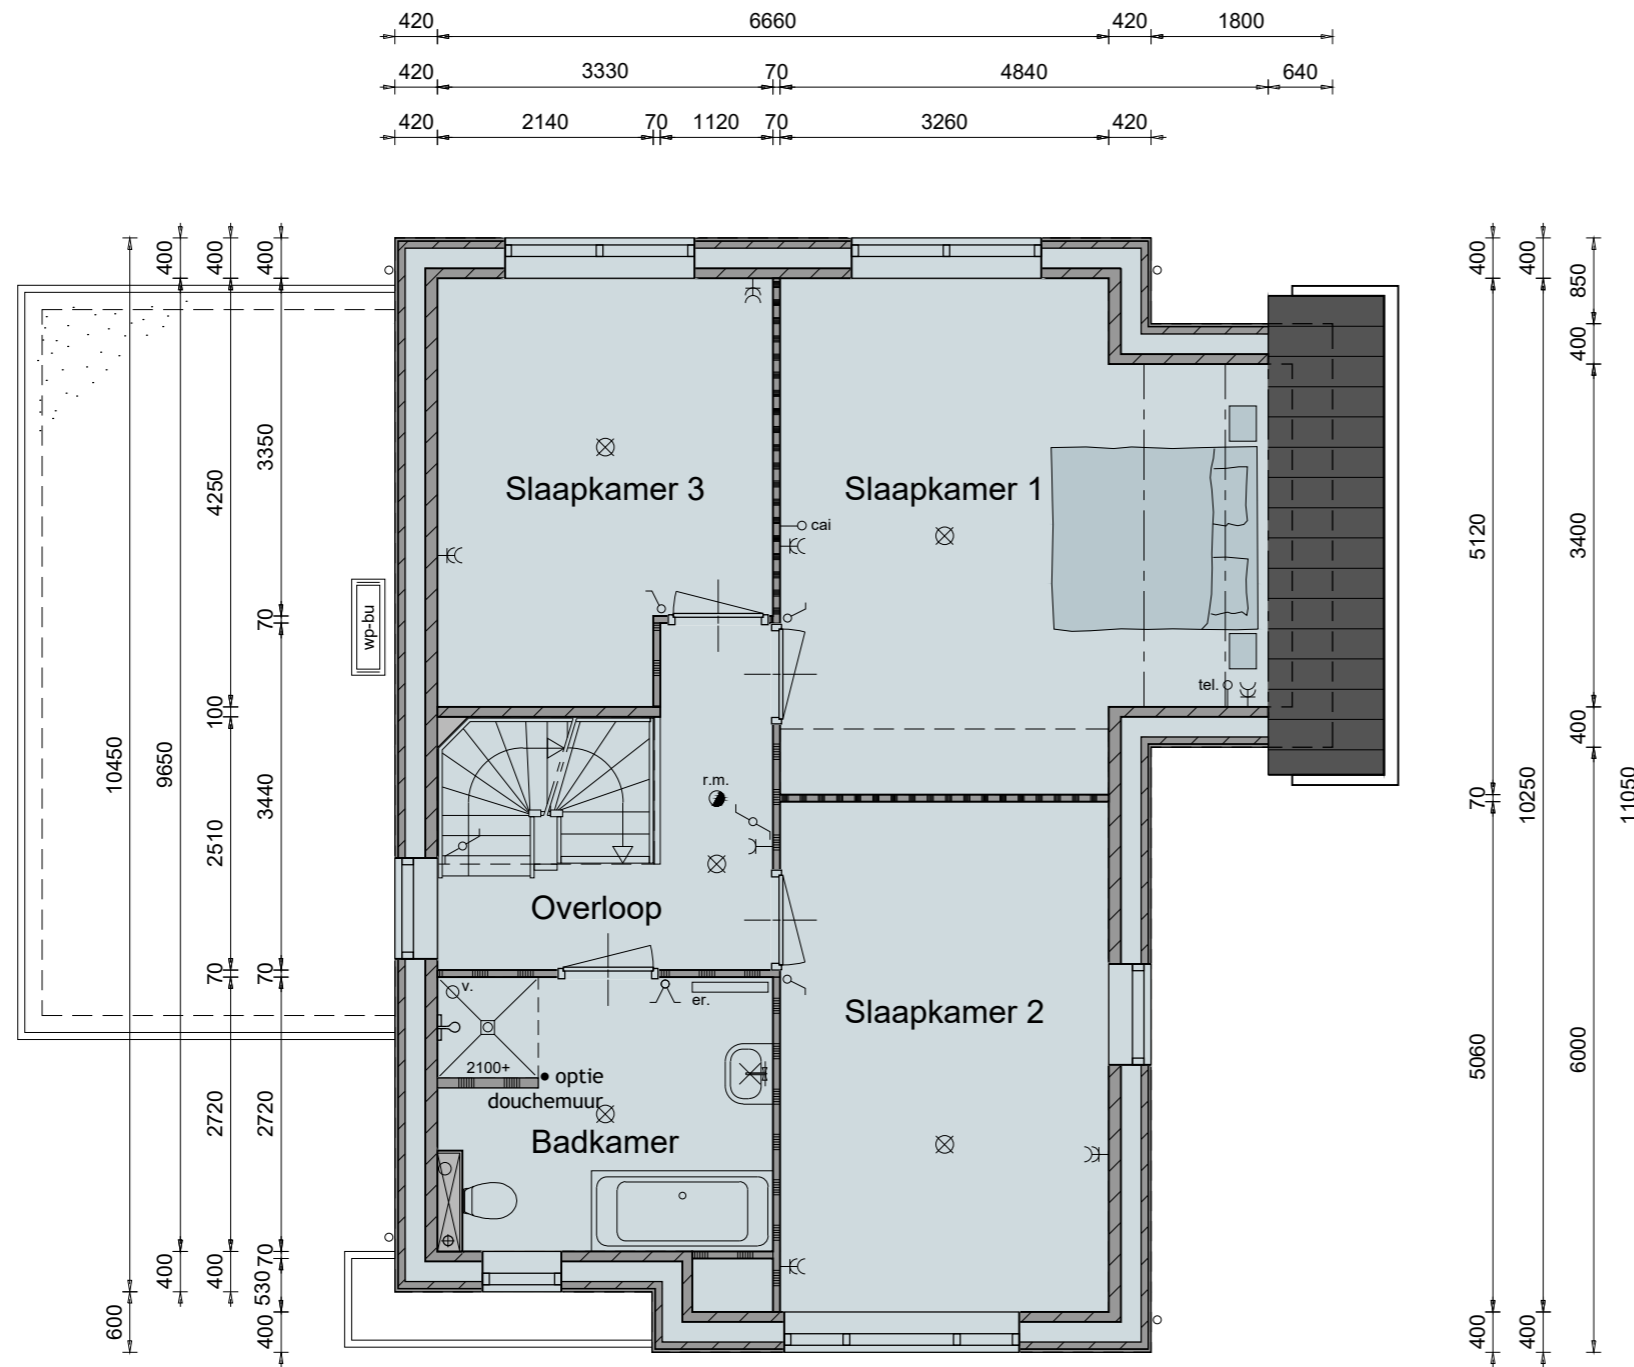 420 6660 420 1800
420 3330 70 4840 640
420 2140 70 1120 70 3260 420
400 400 400 400 400 850
400
3350
4250
Slaapkamer 3 Slaapkamer 1
cai
5120 3400
wp-bu
70
tel.
100 400
10450 9650 3440 r.m.
70 10250 11050
2510
Overloop
70 70
v. er.
Slaapkamer 2
2100+
optie
douchemuur
5060 6000
2720 2720
Badkamer
400 400 70
530
600 400 400 400